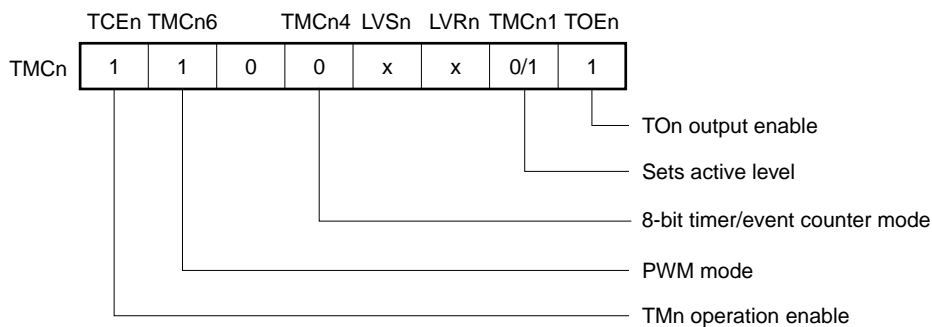 TCEn TMCn6 TMCn4 LVSn LVRn TMCn1 TOEn
TMCn 1 1 0 0 x x 0/1 1
TOn output enable
Sets active level
8-bit timer/event counter mode
PWM mode
TMn operation enable